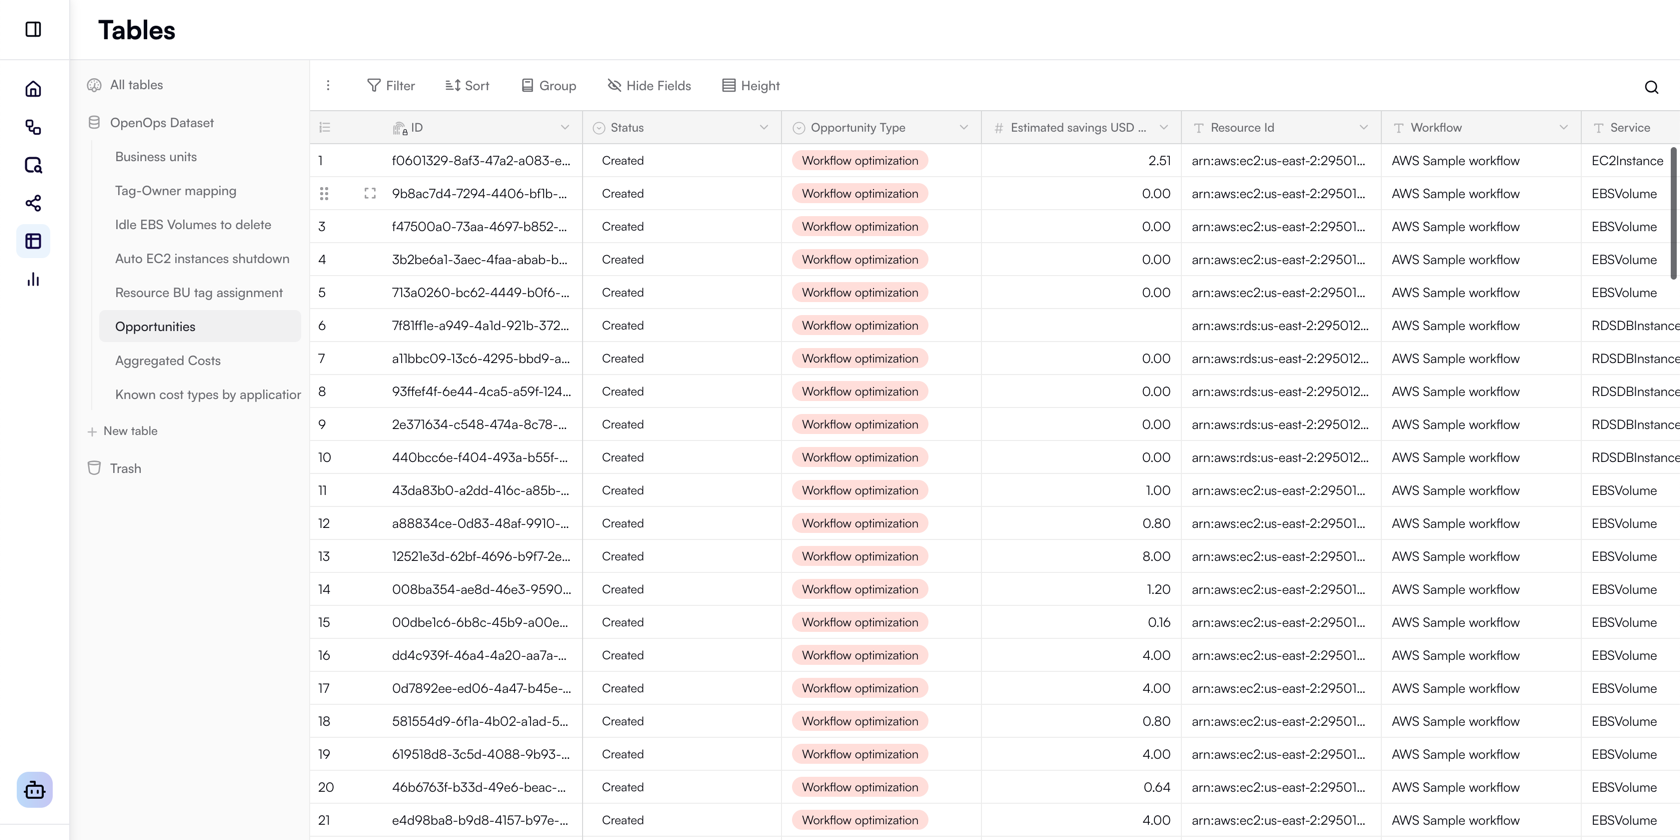 Tables
All tables
OpenOps Dataset
Business units
Tag-Owner mapping
Idle EBS Volumes to delete
Auto EC2 instances shutdown
Resource BU tag assignment
Opportunities
Aggregated Costs
Known cost types by application
+ New table
Trash
Filter Sort Group Hide Fields Height
ID Status Opportunity Type # Estimated savings USD ... Resource Id Workflow Service
1 f0601329-8af3-47a2-a083-e... Created Workflow optimization 2.51 arn:aws:ec2:us-east-2:29501... AWS Sample workflow EC2Instance
9b8ac7d4-7294-4406-bf1b-... Created Workflow optimization 0.00 arn:aws:ec2:us-east-2:29501... AWS Sample workflow EBSVolume
3 f47500a0-73aa-4697-b852-... Created Workflow optimization 0.00 arn:aws:ec2:us-east-2:29501... AWS Sample workflow EBSVolume
4 3b2be6a1-3aec-4faa-abab-b... Created Workflow optimization 0.00 arn:aws:ec2:us-east-2:29501... AWS Sample workflow EBSVolume
5 713a0260-bc62-4449-b0f6-... Created Workflow optimization 0.00 arn:aws:ec2:us-east-2:29501... AWS Sample workflow EBSVolume
6 7f81ff1e-a949-4a1d-921b-372... Created Workflow optimization arn:aws:rds:us-east-2:295012... AWS Sample workflow RDSDBInstance
7 a11bbc09-13c6-4295-bbd9-a... Created Workflow optimization 0.00 arn:aws:rds:us-east-2:295012... AWS Sample workflow RDSDBInstance
8 93ffef4f-6e44-4ca5-a59f-124... Created Workflow optimization 0.00 arn:aws:rds:us-east-2:295012... AWS Sample workflow RDSDBInstance
9 2e371634-c548-474a-8c78-... Created Workflow optimization 0.00 arn:aws:rds:us-east-2:295012... AWS Sample workflow RDSDBInstance
10 440bcc6e-f404-493a-b55f-... Created Workflow optimization 0.00 arn:aws:rds:us-east-2:295012... AWS Sample workflow RDSDBInstance
11 43da83b0-a2dd-416c-a85b-... Created Workflow optimization 1.00 arn:aws:ec2:us-east-2:29501... AWS Sample workflow EBSVolume
12 a88834ce-0d83-48af-9910-... Created Workflow optimization 0.80 arn:aws:ec2:us-east-2:29501... AWS Sample workflow EBSVolume
13 12521e3d-62bf-4696-b9f7-2e... Created Workflow optimization 8.00 arn:aws:ec2:us-east-2:29501... AWS Sample workflow EBSVolume
14 008ba354-ae8d-46e3-9590... Created Workflow optimization 1.20 arn:aws:ec2:us-east-2:29501... AWS Sample workflow EBSVolume
15 00dbe1c6-6b8c-45b9-a00e... Created Workflow optimization 0.16 arn:aws:ec2:us-east-2:29501... AWS Sample workflow EBSVolume
16 dd4c939f-46a4-4a20-aa7a-... Created Workflow optimization 4.00 arn:aws:ec2:us-east-2:29501... AWS Sample workflow EBSVolume
17 0d7892ee-ed06-4a47-b45e-... Created Workflow optimization 4.00 arn:aws:ec2:us-east-2:29501... AWS Sample workflow EBSVolume
18 581554d9-6f1a-4b02-a1ad-5... Created Workflow optimization 0.80 arn:aws:ec2:us-east-2:29501... AWS Sample workflow EBSVolume
19 619518d8-3c5d-4088-9b93-... Created Workflow optimization 4.00 arn:aws:ec2:us-east-2:29501... AWS Sample workflow EBSVolume
20 46b6763f-b33d-49e6-beac-... Created Workflow optimization 0.64 arn:aws:ec2:us-east-2:29501... AWS Sample workflow EBSVolume
21 e4d98ba8-b9d8-4157-b97e-... Created Workflow optimization 4.00 arn:aws:ec2:us-east-2:29501... AWS Sample workflow EBSVolume